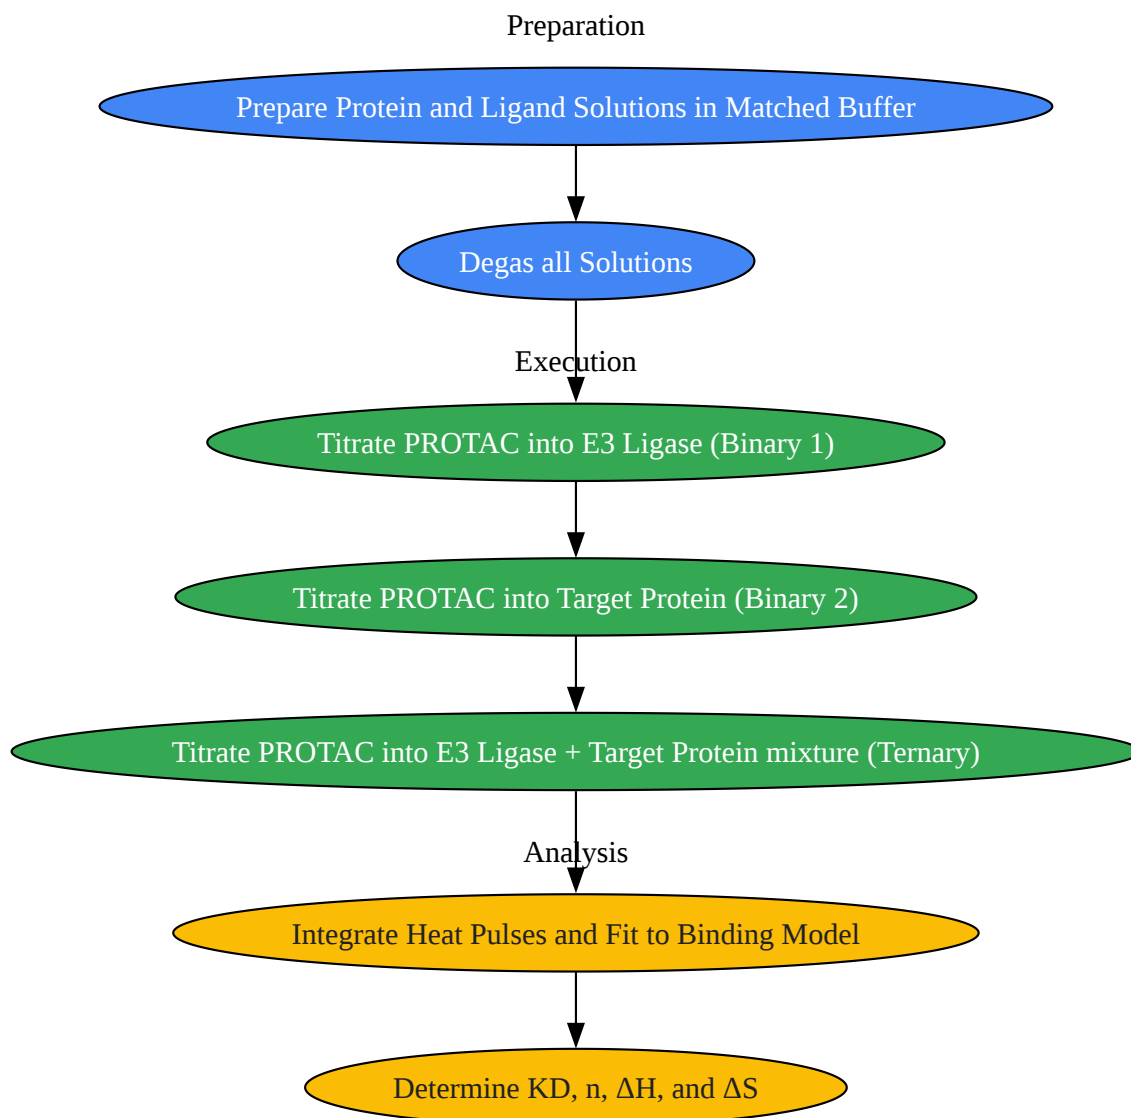 Preparation
Prepare Protein and Ligand Solutions in Matched Buffer
Degas all Solutions
Execution
Titrate PROTAC into E3 Ligase (Binary 1)
Titrate PROTAC into Target Protein (Binary 2)
Titrate PROTAC into E3 Ligase + Target Protein mixture (Ternary)
Analysis
Integrate Heat Pulses and Fit to Binding Model
Determine KD, n, ΔH, and ΔS